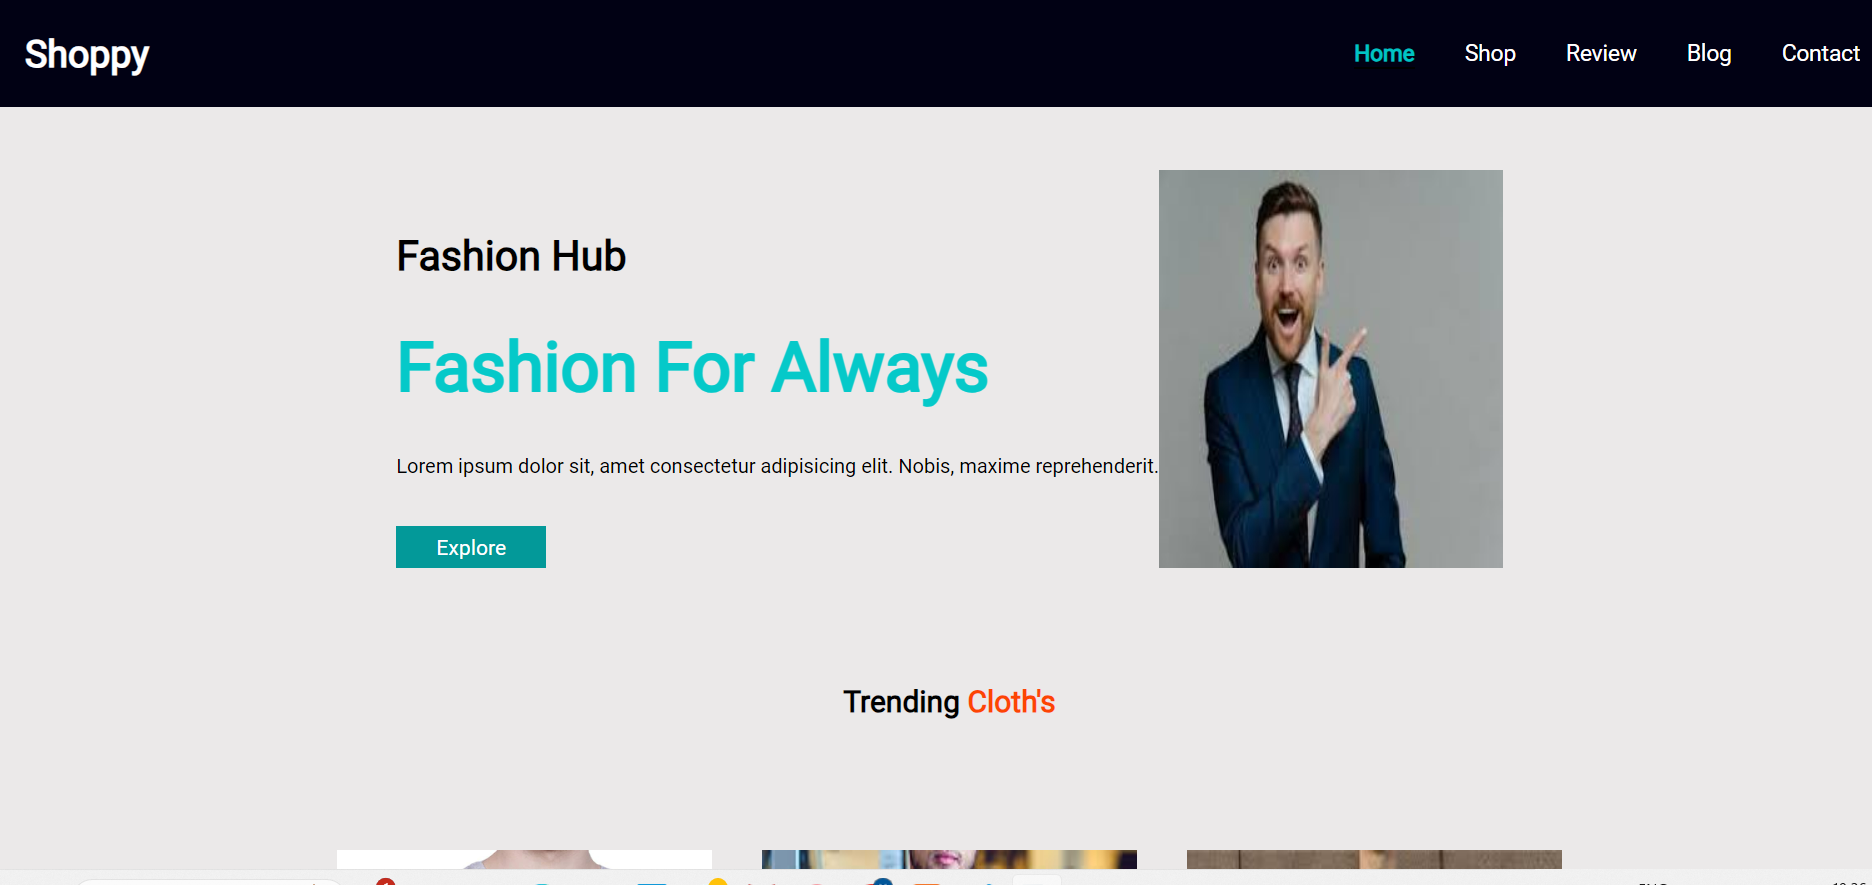 Shoppy
Home Shop Review Blog Contact
Fashion Hub
Fashion For Always
Lorem ipsum dolor sit, amet consectetur adipisicing elit. Nobis, maxime reprehenderit.
Explore
Trending Cloth's